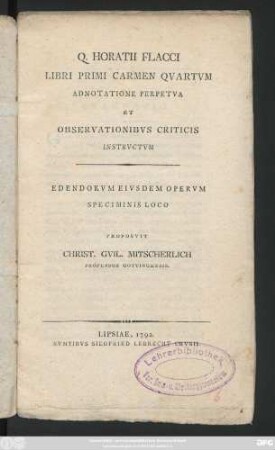 Q. HORATII FLACCI
LIBRI PRIMI CARMEN QVARTVM
ADNOTATIONE PERPETVA
ET
OBSERVATIONIBVS CRITICIS
INSTRVCTVM
EDENDORVM EIVSDEM OPERVM
SPECIMINIS LOCO
PROPOSVIT
CHRIST. GVIL. MITSCHERLICH
PROFESSOR GOTTINGENSIS.
LIPSIAE, 1792.
SVMTIBVS SIEGFRIED LEBRECHT CRVSII.
Lehrerbibliothek